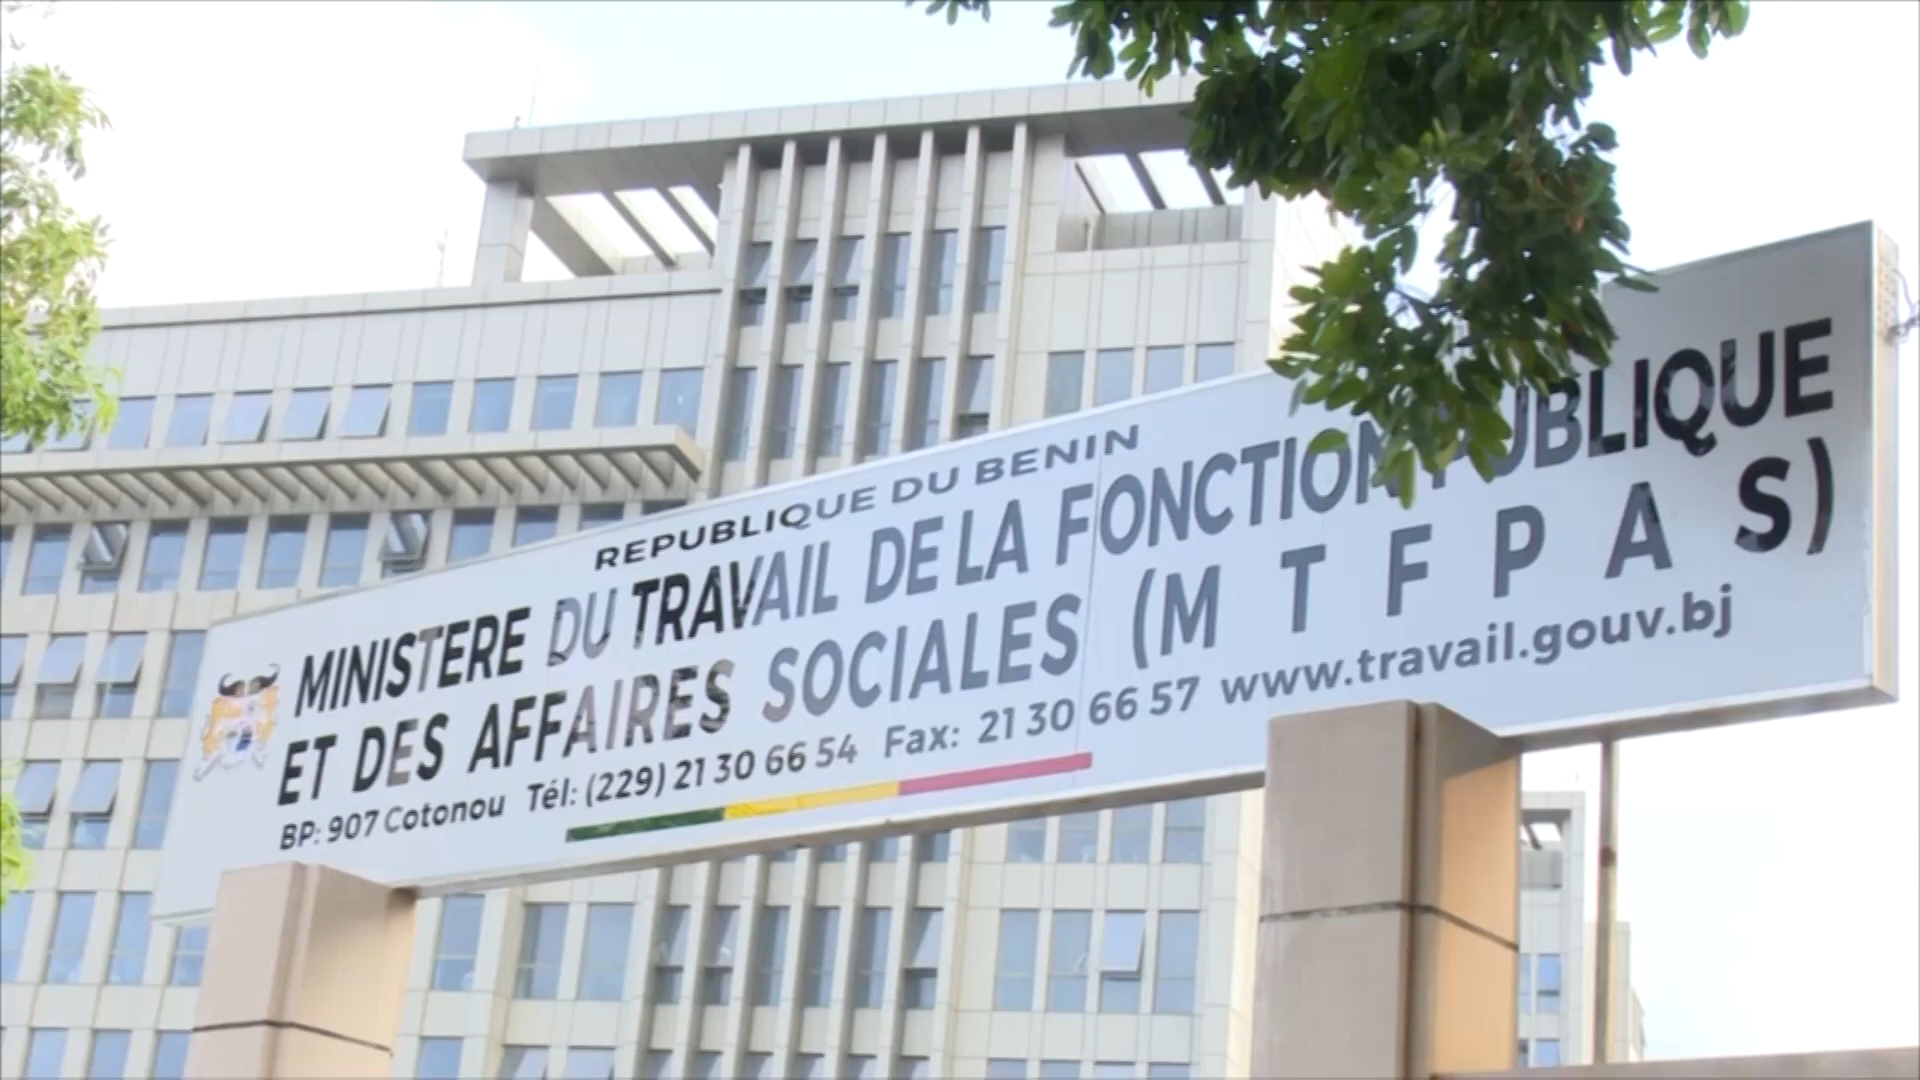 REPUBLIQUE DU BENIN
MINISTERE DU TRAVAIL DE LA FONCTION PUBLIQUE
ET DES AFFAIRES SOCIALES (M T F P A S)
BP: 907 Cotonou Tél: (229) 21 30 66 54 Fax: 21 30 66 57 www.travail.gouv.bj